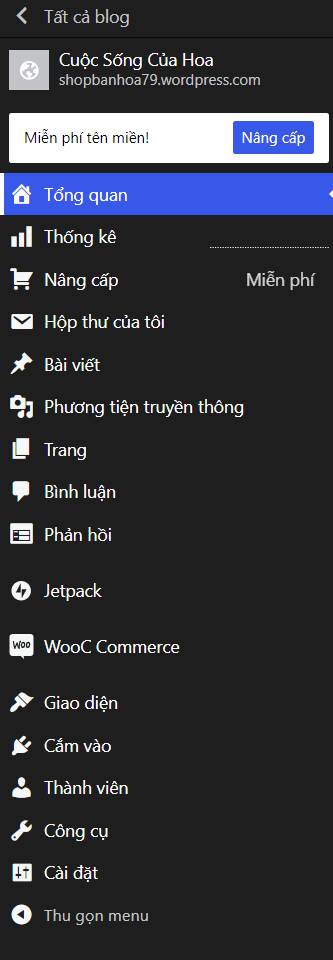 Tất cả blog
Cuộc Sống Của Hoa
shopbanhoa79.wordpress.com
Miễn phí tên miền! Nâng cấp
Tổng quan
Thống kê
Nâng cấp Miễn phí
Hộp thư của tôi
Bài viết
Phương tiện truyền thông
Trang
Bình luận
Phản hồi
Jetpack
Woo WooC Commerce
Giao diện
Cắm vào
Thành viên
Công cụ
Cài đặt
Thu gọn menu